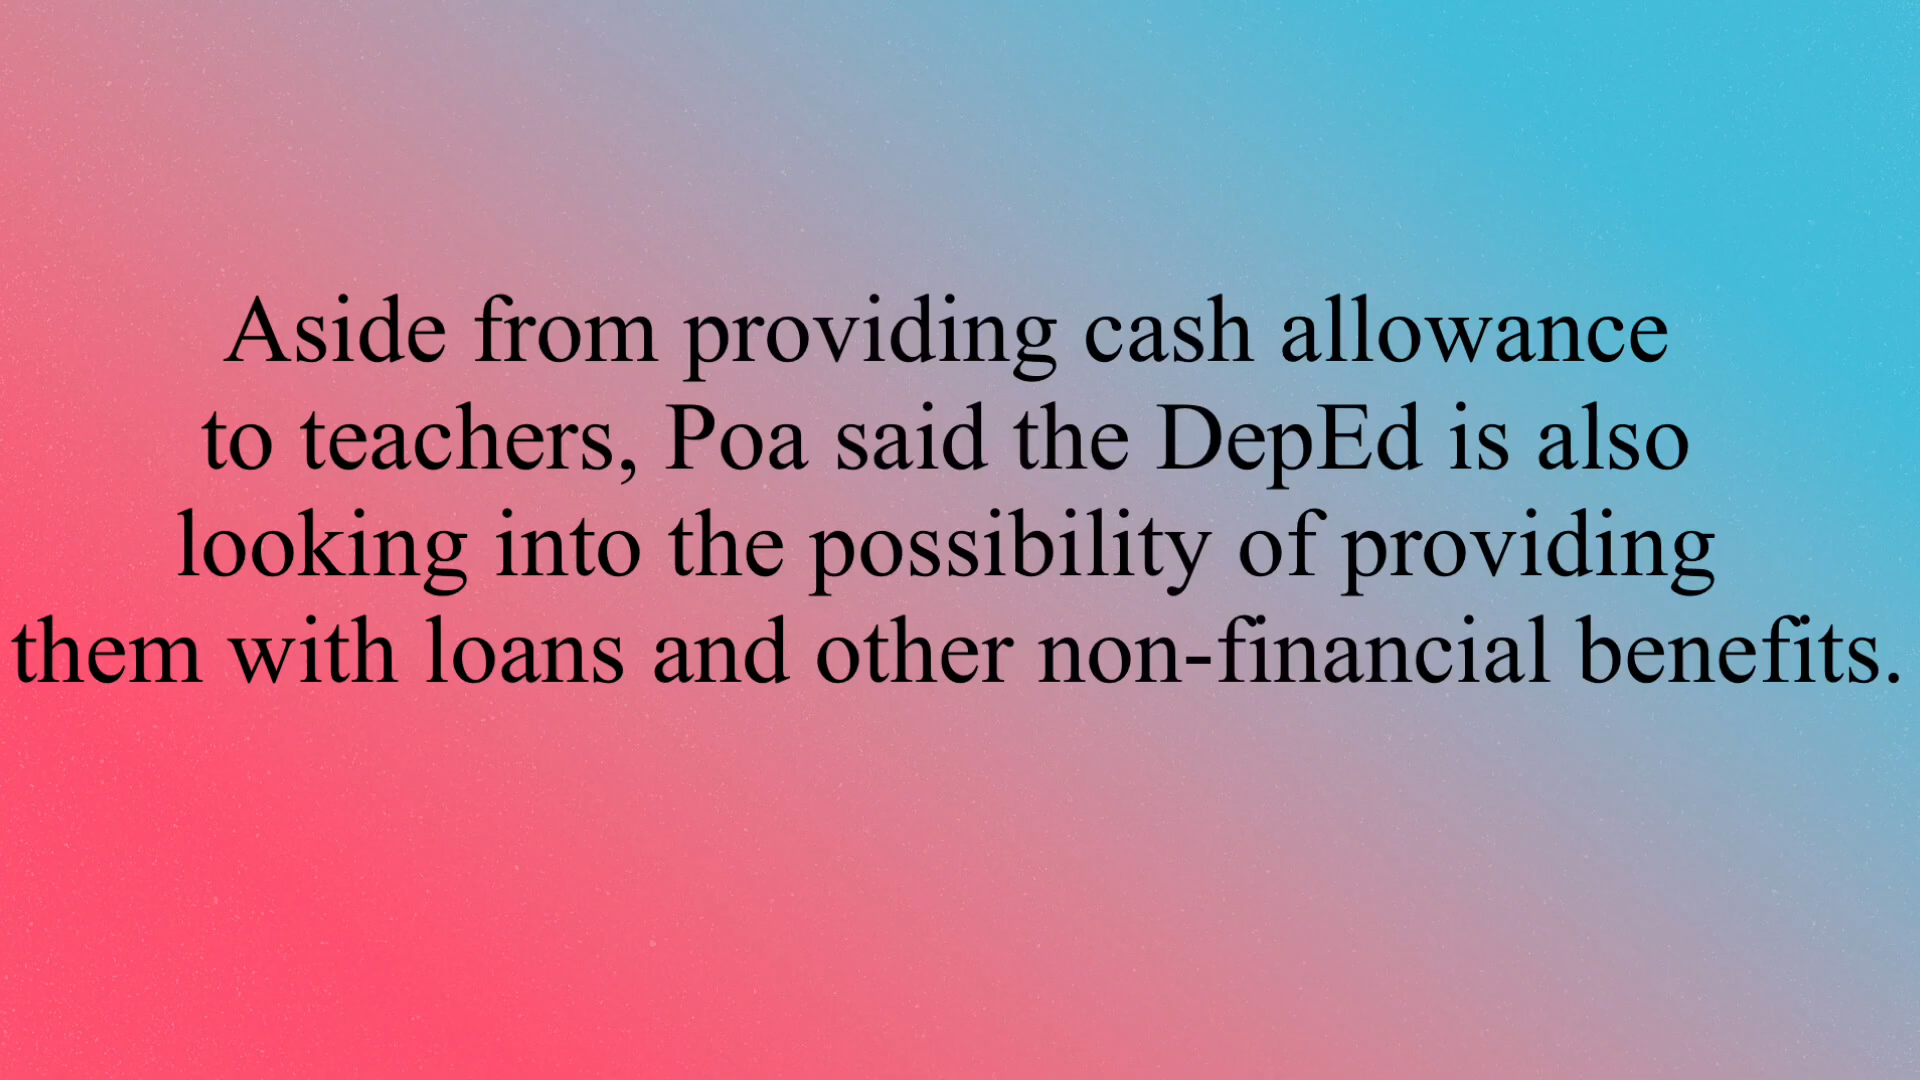 Aside from providing cash allowance
to teachers, Poa said the DepEd is also
looking into the possibility of providing
them with loans and other non-financial benefits.